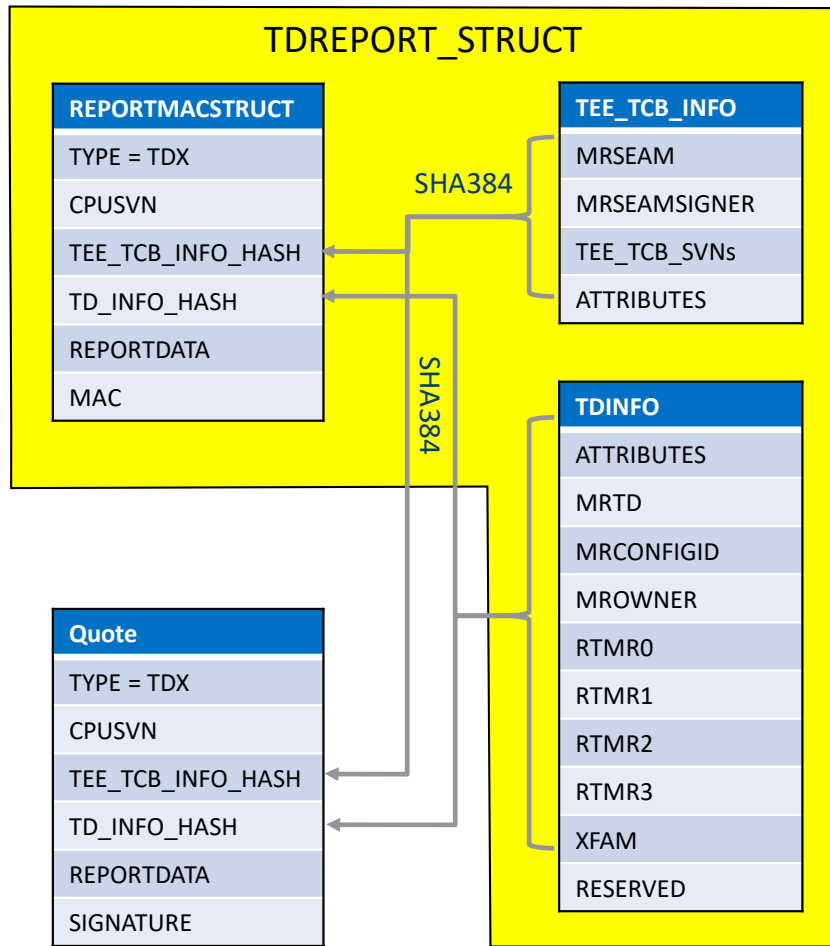 TDREPORT_STRUCT
REPORTMACSTRUCT
TYPE = TDX
CPUSVN
TEE_TCB_INFO_HASH
TD_INFO_HASH
REPORTDATA
MAC
SHA384
SHA384
TEE_TCB_INFO
MRSEAM
MRSEAMSIGNER
TEE_TCB_SVNs
ATTRIBUTES
TDINFO
ATTRIBUTES
MRTD
MRCONFIGID
MROWNER
RTMR0
RTMR1
RTMR2
RTMR3
XFAM
RESERVED
Quote
TYPE = TDX
CPUSVN
TEE_TCB_INFO_HASH
TD_INFO_HASH
REPORTDATA
SIGNATURE